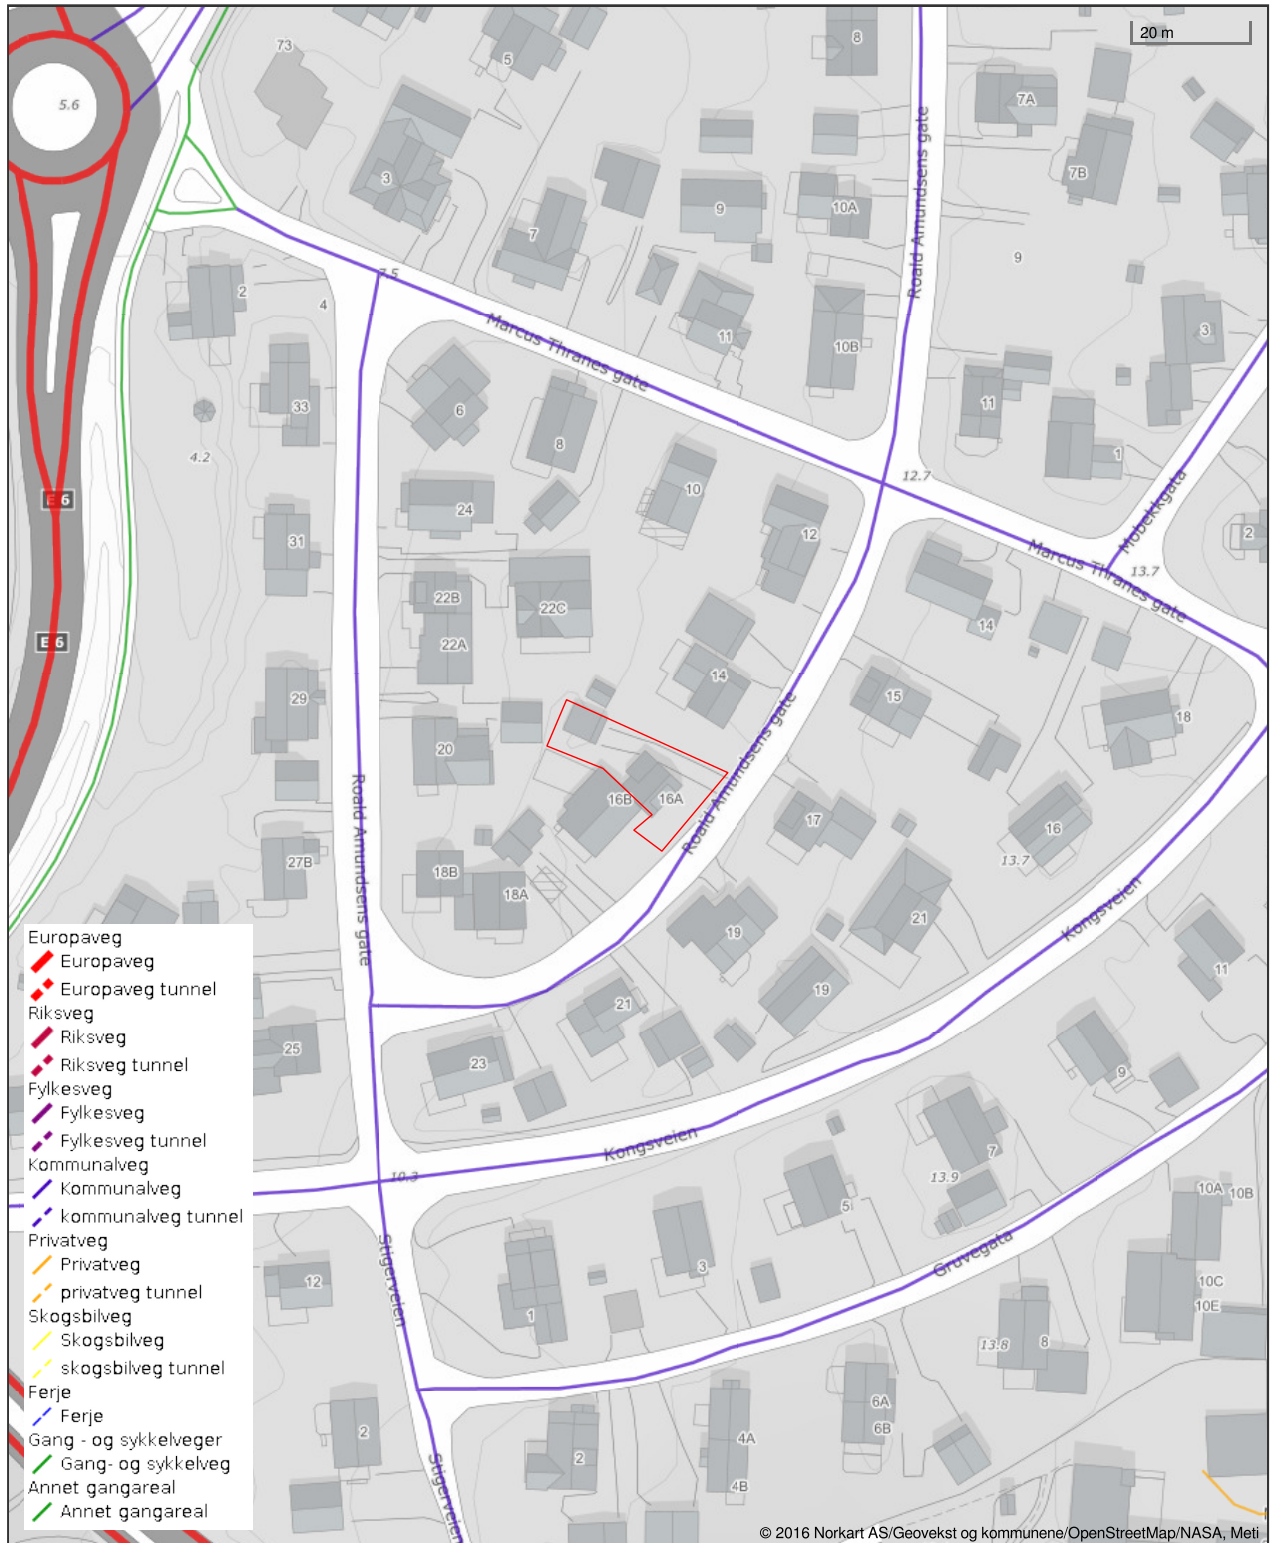 20 m
8
73
5
5.6
7A
3
7B
9
10A
Roald Amundsens gate
7
9
7.5
2
4
Marcus Thranes gate
11
10B
3
6
33
11
8
1
4.2
12.7
10
E 6
24
Møbekkgata
12
31
Marcus Thranes gate
2
13.7
22B
22C
14
E 6
22A
14
15
29
18
20
Roald Amundsens gate
16B
16A
17
16
Roald Amundsens gate
13.7
27B
18B
18A
Kongsveien
19
21
11
19
21
25
23
9
Kongsveien
7
10.3
13.9
10A
10B
5
Stigerveien
Gruvegata
12
3
10C
10E
1
13.8
8
6A
6B
2
4A
2
4B
Stigerveien
Europaveg
Europaveg
Europaveg tunnel
Riksveg
Riksveg
Riksveg tunnel
Fylkesveg
Fylkesveg
Fylkesveg tunnel
Kommunalveg
Kommunalveg
kommunalveg tunnel
Privatveg
Privatveg
privatveg tunnel
Skogsbilveg
Skogsbilveg
skogsbilveg tunnel
Ferje
Ferje
Gang - og sykkelveger
Gang- og sykkelveg
Annet gangareal
Annet gangareal
© 2016 Norkart AS/Geovekst og kommunene/OpenStreetMap/NASA, Meti